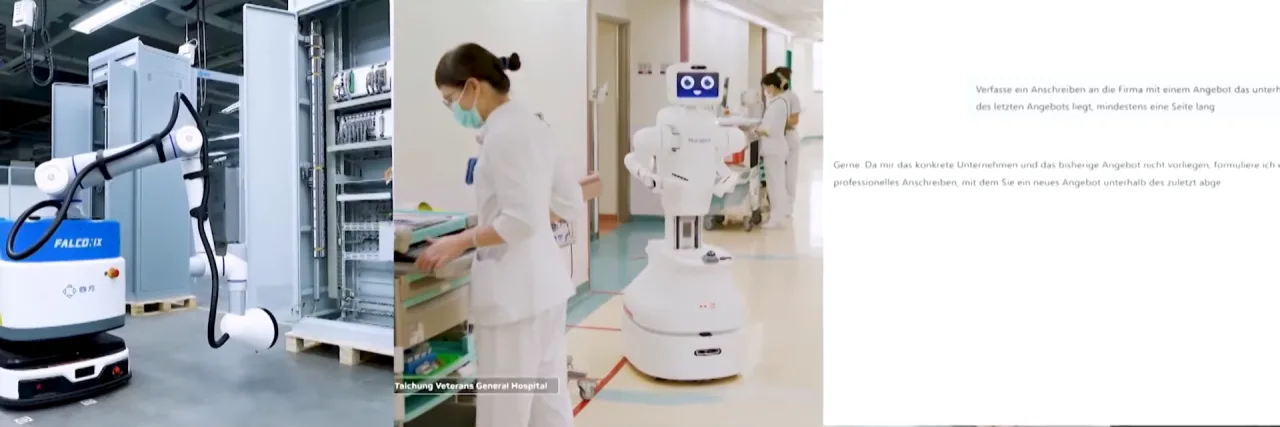 FALCONIX
Taichung Veterans General Hospital
Verfasse ein Anschreiben an die Firma mit einem Angebot das unterh
des letzten Angebots liegt, mindestens eine Seite lang
Gerne. Da mir das konkrete Unternehmen und das bisherige Angebot nicht vorliegen, formuliere ich e
professionelles Anschreiben, mit dem Sie ein neues Angebot unterhalb des zuletzt abge